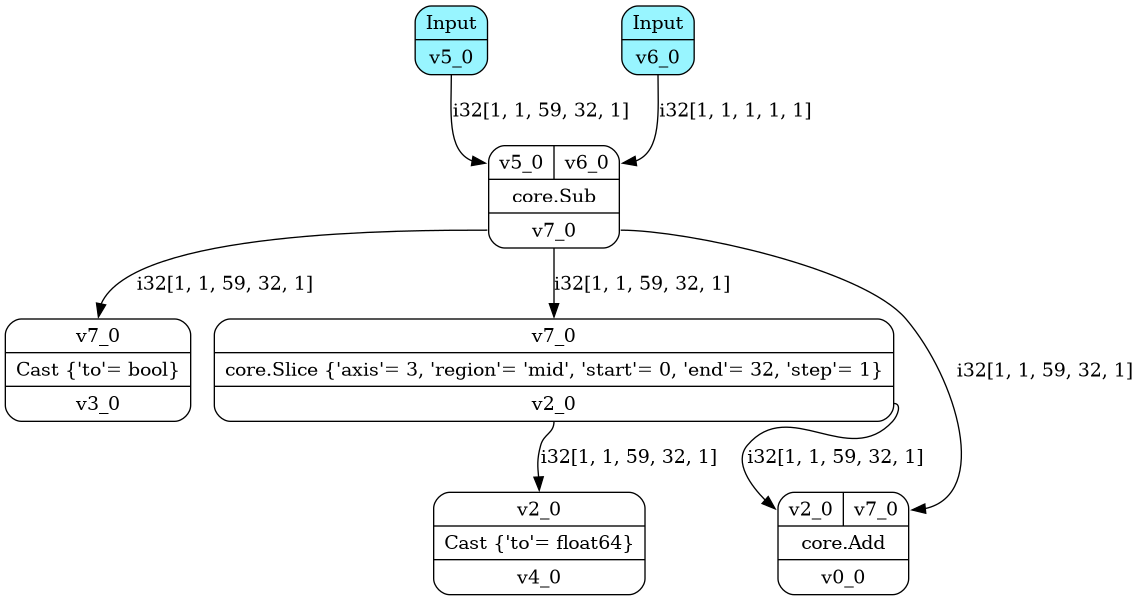 Input
v5_0
Input
v6_0
i32[1, 1, 59, 32, 1]
i32[1, 1, 1, 1, 1]
v5_0
v6_0
core.Sub
v7_0
i32[1, 1, 59, 32, 1]
i32[1, 1, 59, 32, 1]
i32[1, 1, 59, 32, 1]
v7_0
Cast {'to'= bool}
v3_0
v7_0
core.Slice {'axis'= 3, 'region'= 'mid', 'start'= 0, 'end'= 32, 'step'= 1}
v2_0
i32[1, 1, 59, 32, 1]
i32[1, 1, 59, 32, 1]
v2_0
Cast {'to'= float64}
v4_0
v2_0
v7_0
core.Add
v0_0